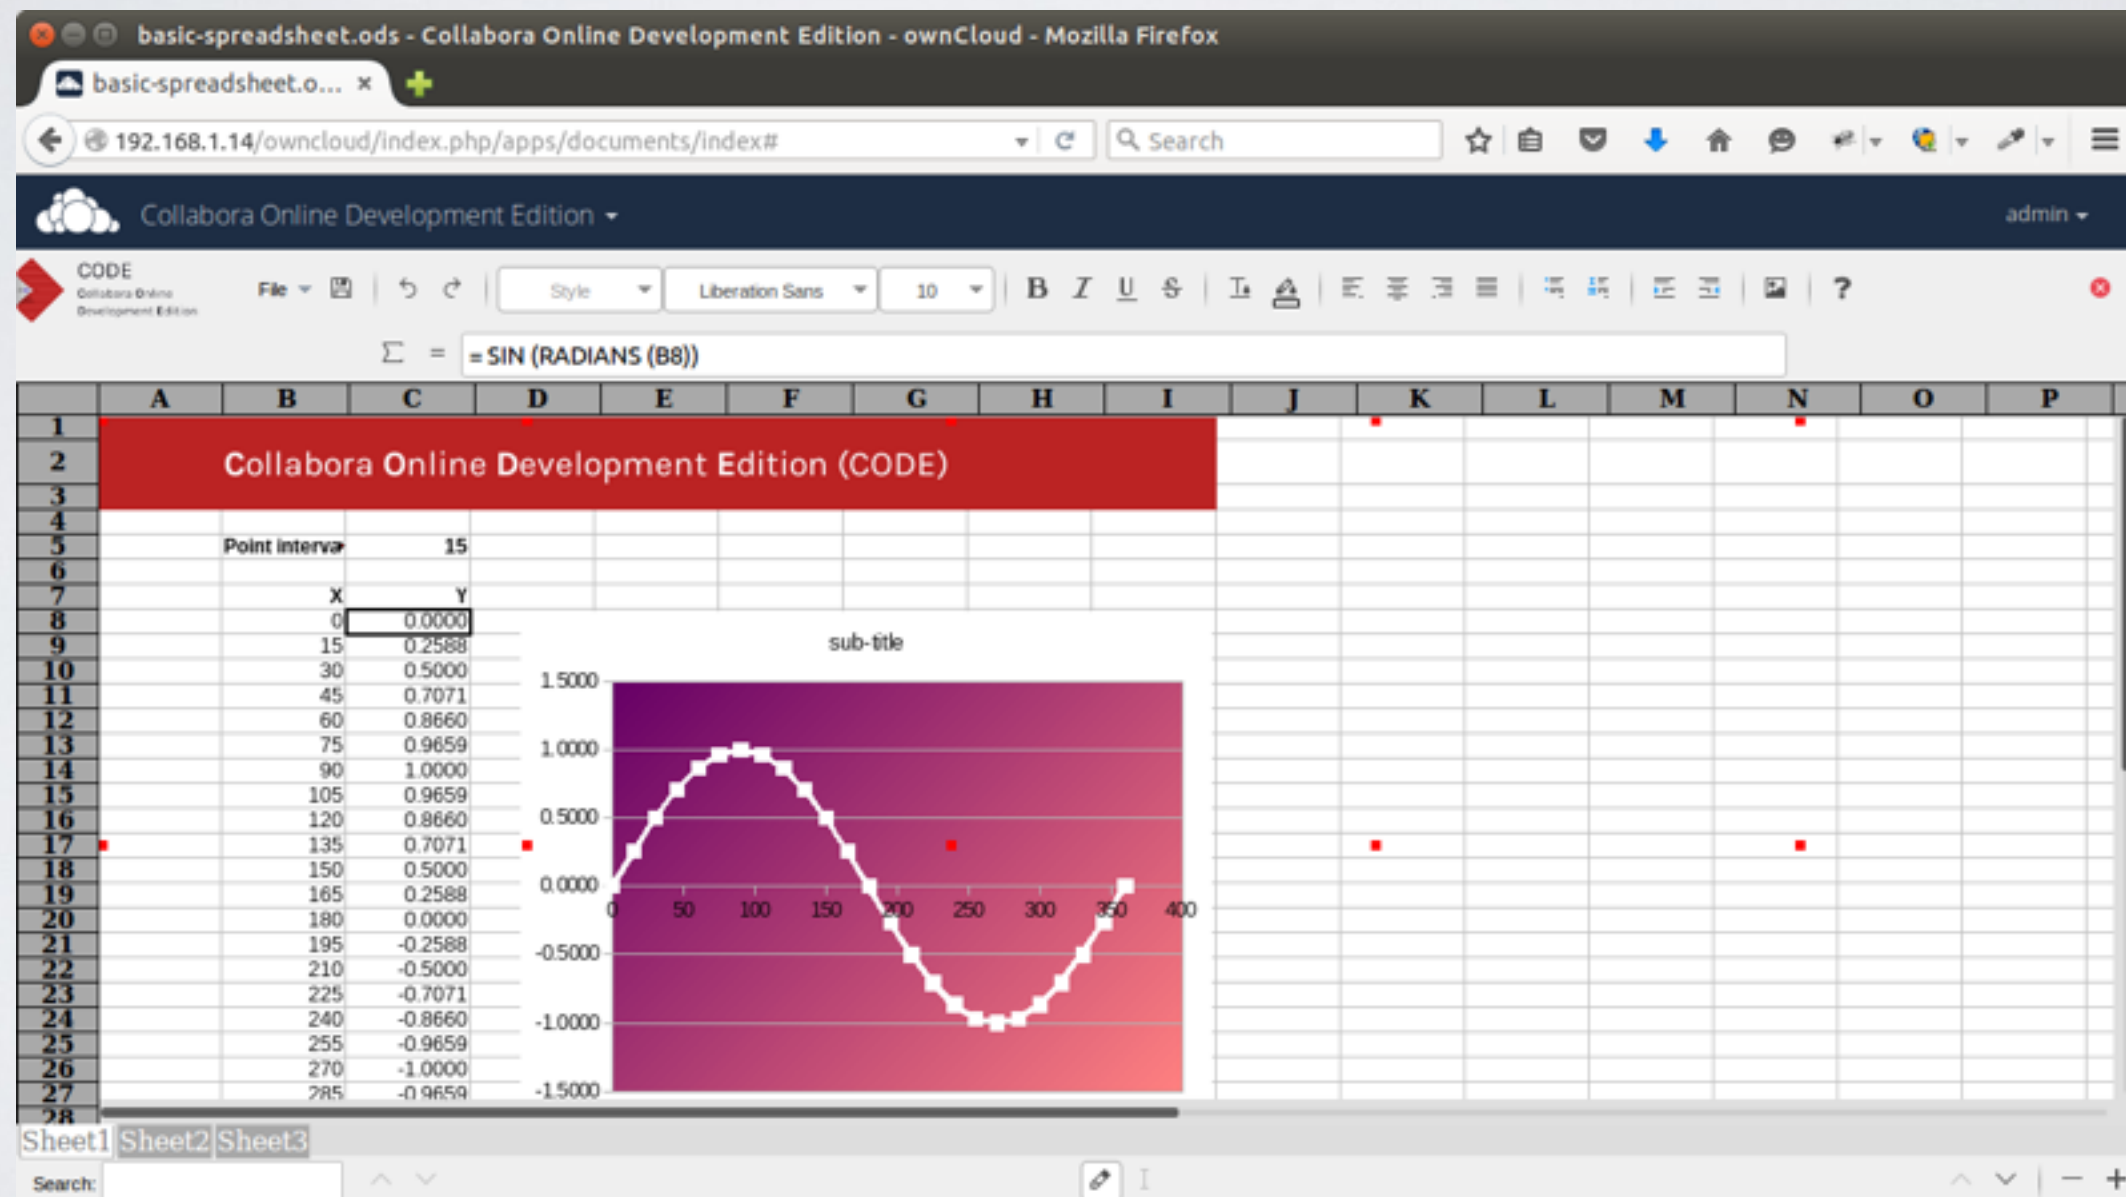 basic-spreadsheet.ods - Collabora Online Development Edition - ownCloud - Mozilla Firefox
basic-spreadsheet.o...
192.168.1.14/owncloud/index.php/apps/documents/index#
Search
Collabora Online Development Edition
admin
CODE
Collabora Online
Development Edition
File
Style
Liberation Sans
10
B I U S
?
Σ =
= SIN (RADIANS (B8))
A B C D E F G H I J K L M N O P
1
2 Collabora Online Development Edition (CODE)
3
4
5 Point interva 15
6
7 X Y
8 0 0.0000
9 15 0.2588
10 30 0.5000
11 45 0.7071
12 60 0.8660
13 75 0.9659
14 90 1.0000
15 105 0.9659
16 120 0.8660
17 135 0.7071
18 150 0.5000
19 165 0.2588
20 180 0.0000
21 195 -0.2588
22 210 -0.5000
23 225 -0.7071
24 240 -0.8660
25 255 -0.9659
26 270 -1.0000
27 285 -0.9659
28
sub-title
1.5000
1.0000
0.5000
0.0000
0 50 100 150 200 250 300 350 400
-0.5000
-1.0000
-1.5000
Sheet1 Sheet2 Sheet3
Search: